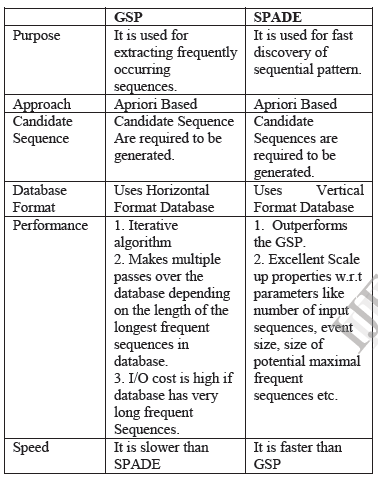 GSP SPADE
Purpose It is used for It is used for fast
extracting frequently discovery of
occurring sequential pattern.
sequences.
Approach Apriori Based Apriori Based
Candidate Candidate Sequence Candidate
Sequence Are required to be Sequences are
generated. required to be
generated.
Database Uses Horizontal Uses Vertical
Format Format Database Format Database
Performance 1. Iterative 1. Outperforms
algorithm the GSP.
2. Makes multiple 2. Excellent Scale
passes over the up properties w.r.t
database depending parameters like
on the length of the number of input
longest frequent sequences, event
sequences in size, size of
database. potential maximal
3. I/O cost is high if frequent
database has very sequences etc.
long frequent
Sequences.
Speed It is slower than It is faster than
SPADE GSP